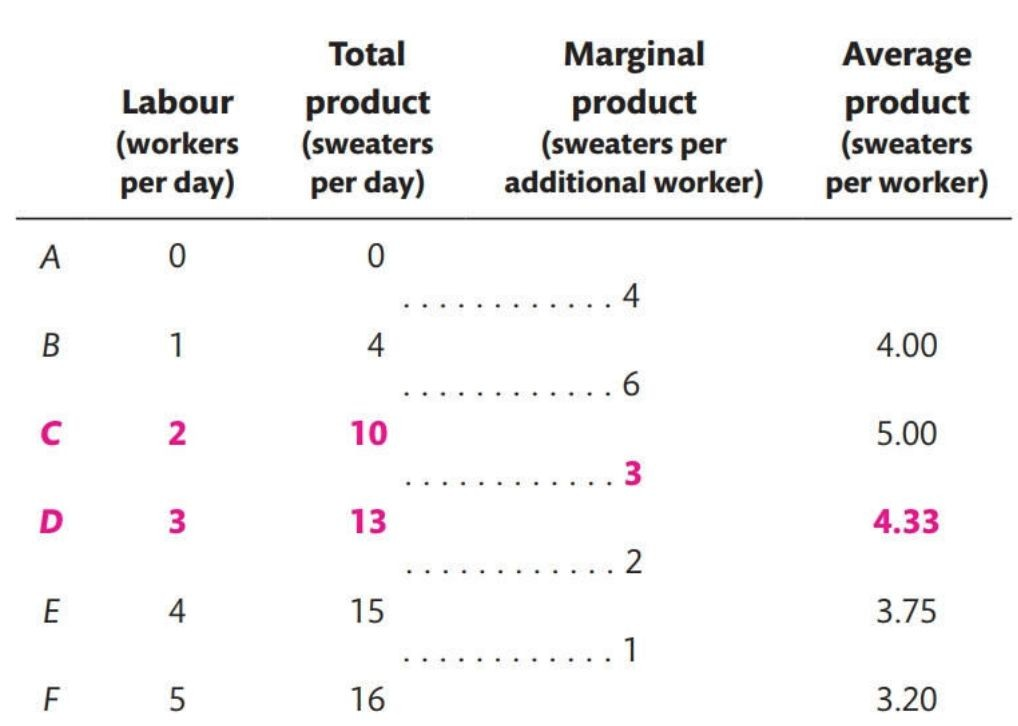 Total Marginal Average
Labour product product product
(workers (sweaters (sweaters per (sweaters
per day) per day) additional worker) per worker)
A 0 0
............ 4
B 1 4 4.00
............ 6
C 2 10 5.00
............ 3
D 3 13 4.33
............ 2
E 4 15 3.75
............ 1
F 5 16 3.20